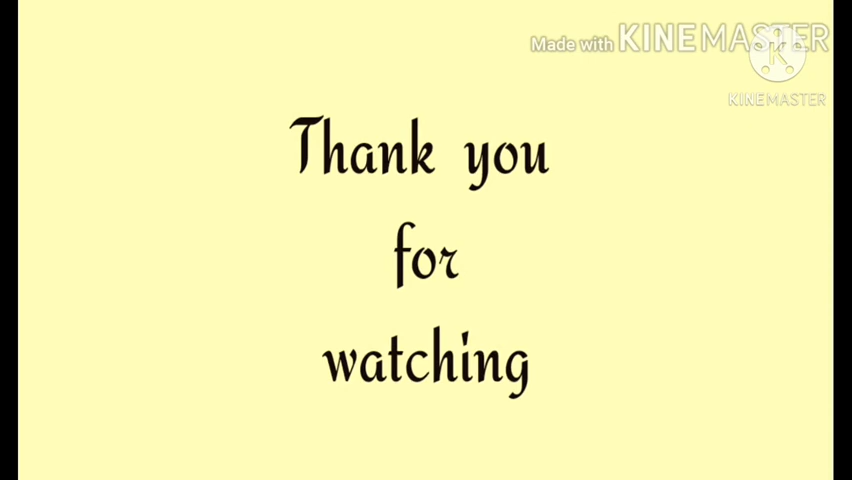 Made with KINEMASTER
K
KINEMASTER
Thank you
for
watching